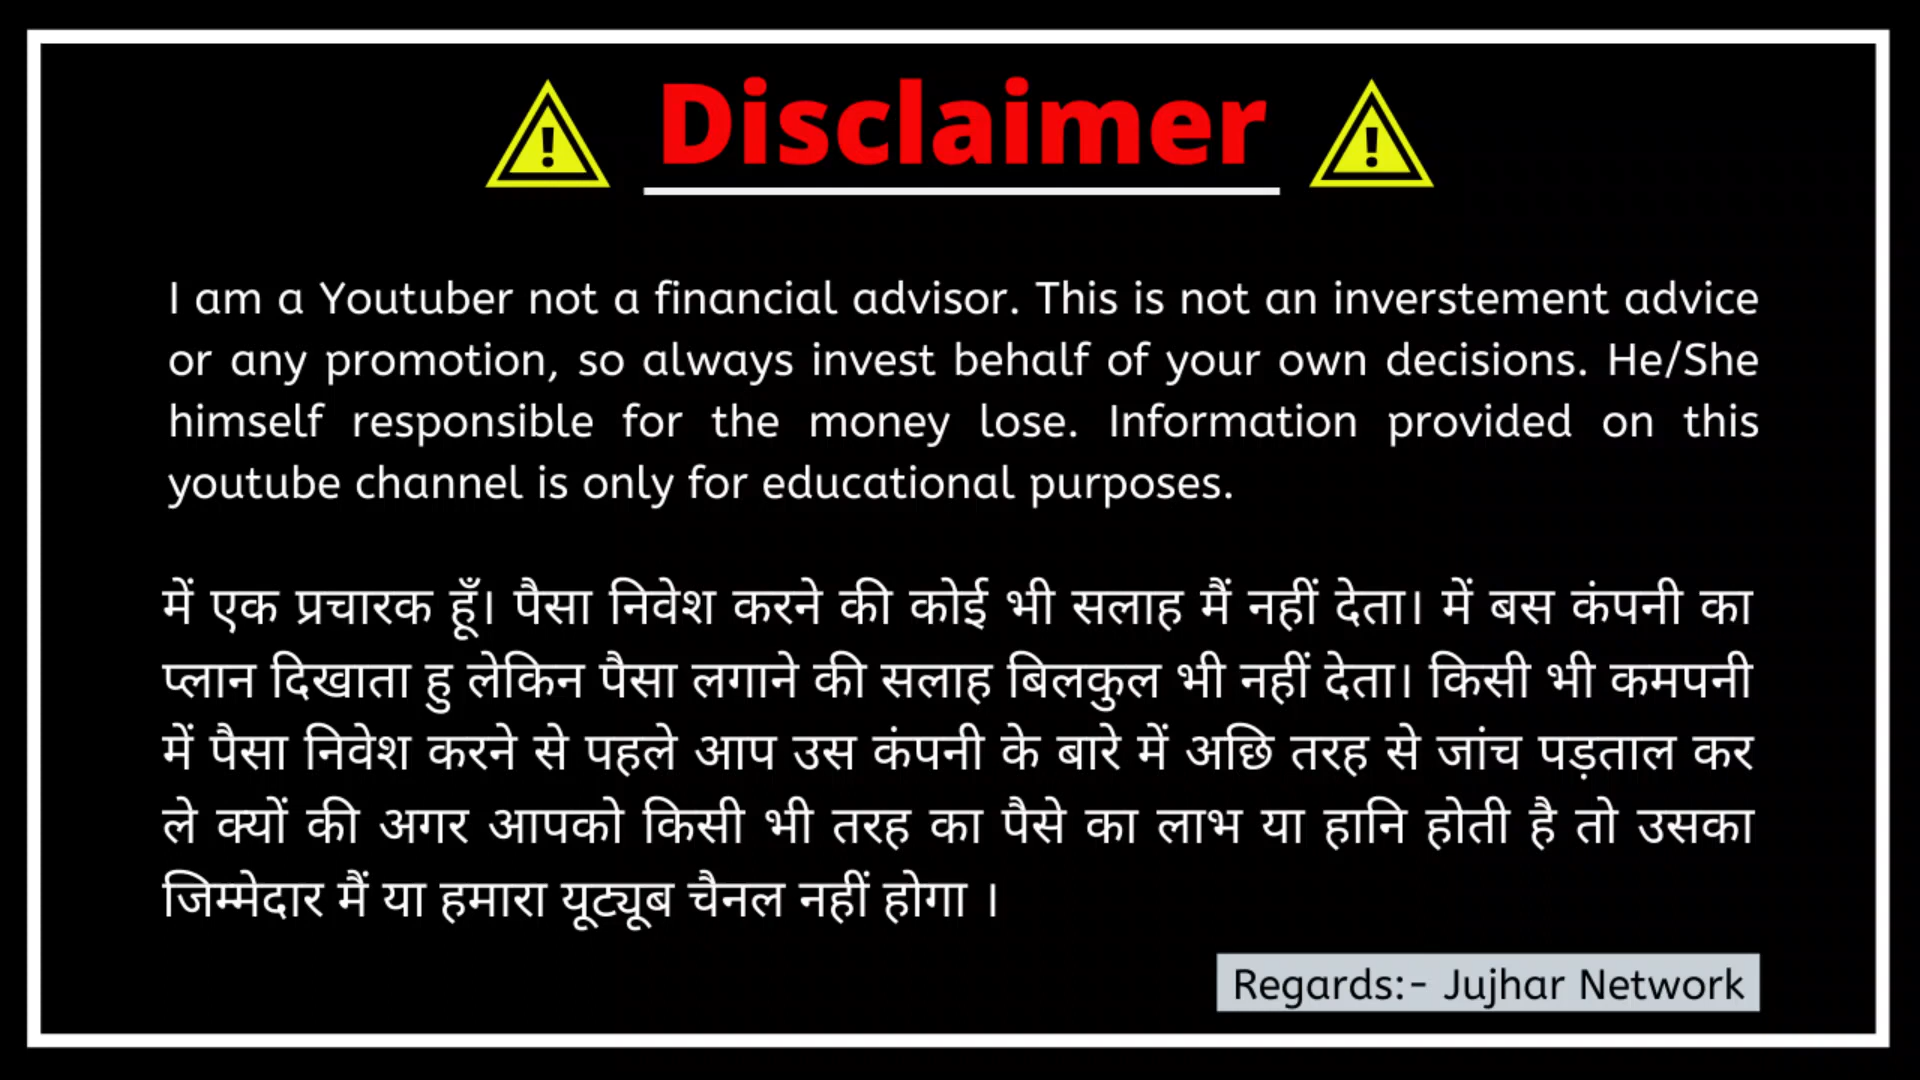 Disclaimer
I am a Youtuber not a financial advisor. This is not an inverstement advice
or any promotion, so always invest behalf of your own decisions. He/She
himself responsible for the money lose. Information provided on this
youtube channel is only for educational purposes.
में एक प्रचारक हूँ। पैसा निवेश करने की कोई भी सलाह मैं नहीं देता। में बस कंपनी का
प्लान दिखाता हु लेकिन पैसा लगाने की सलाह बिलकुल भी नहीं देता। किसी भी कमपनी
में पैसा निवेश करने से पहले आप उस कंपनी के बारे में अछि तरह से जांच पड़ताल कर
ले क्यों की अगर आपको किसी भी तरह का पैसे का लाभ या हानि होती है तो उसका
जिम्मेदार मैं या हमारा यूट्यूब चैनल नहीं होगा ।
Regards:- Jujhar Network